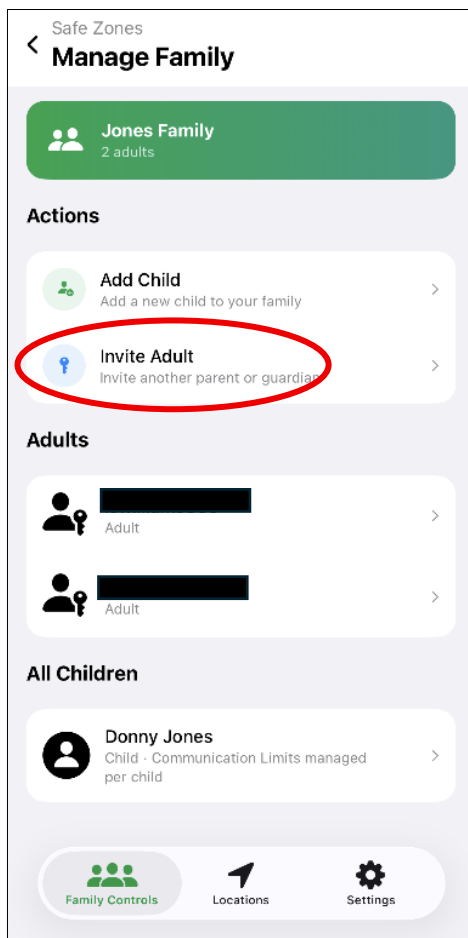 Safe Zones
Manage Family
Jones Family
2 adults
Actions
Add Child
Add a new child to your family
Invite Adult
Invite another parent or guardian
Adults
Adult
Adult
All Children
Donny Jones
Child · Communication Limits managed
per child
Family Controls
Locations
Settings